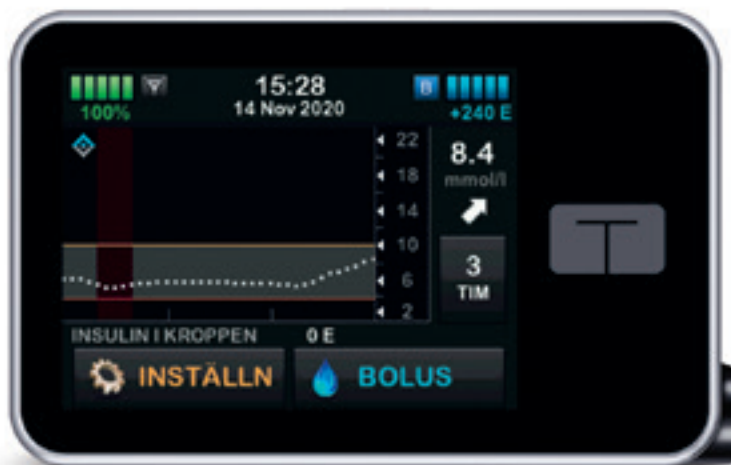 15:28
14 Nov 2020
100%
B
+240 E
22
18
14
10
6
2
8.4
mmol/l
3
TIM
INSULIN I KROPPEN 0 E
INSTÄLLN
BOLUS